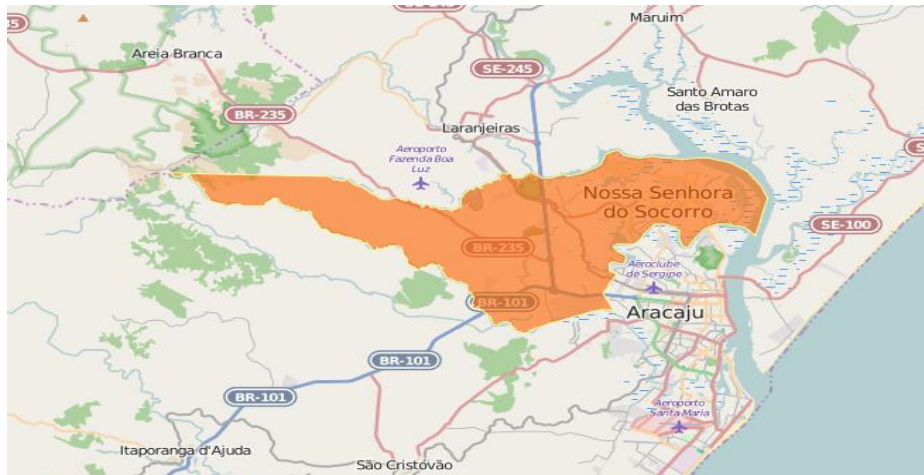 Maruim
Areia Branca
SE-245
Santo Amaro
das Brotas
BR-235
Laranjeiras
Aeroporto
Fazenda Boa
Luz
Nossa Senhora
do Socorro
SE-100
BR-235
Aéroclube
de Sergipe
BR-101
Aracaju
BR-101
BR-101
Aeroporto
Santa Maria
Itaporanga d'Ajuda
São Cristóvão